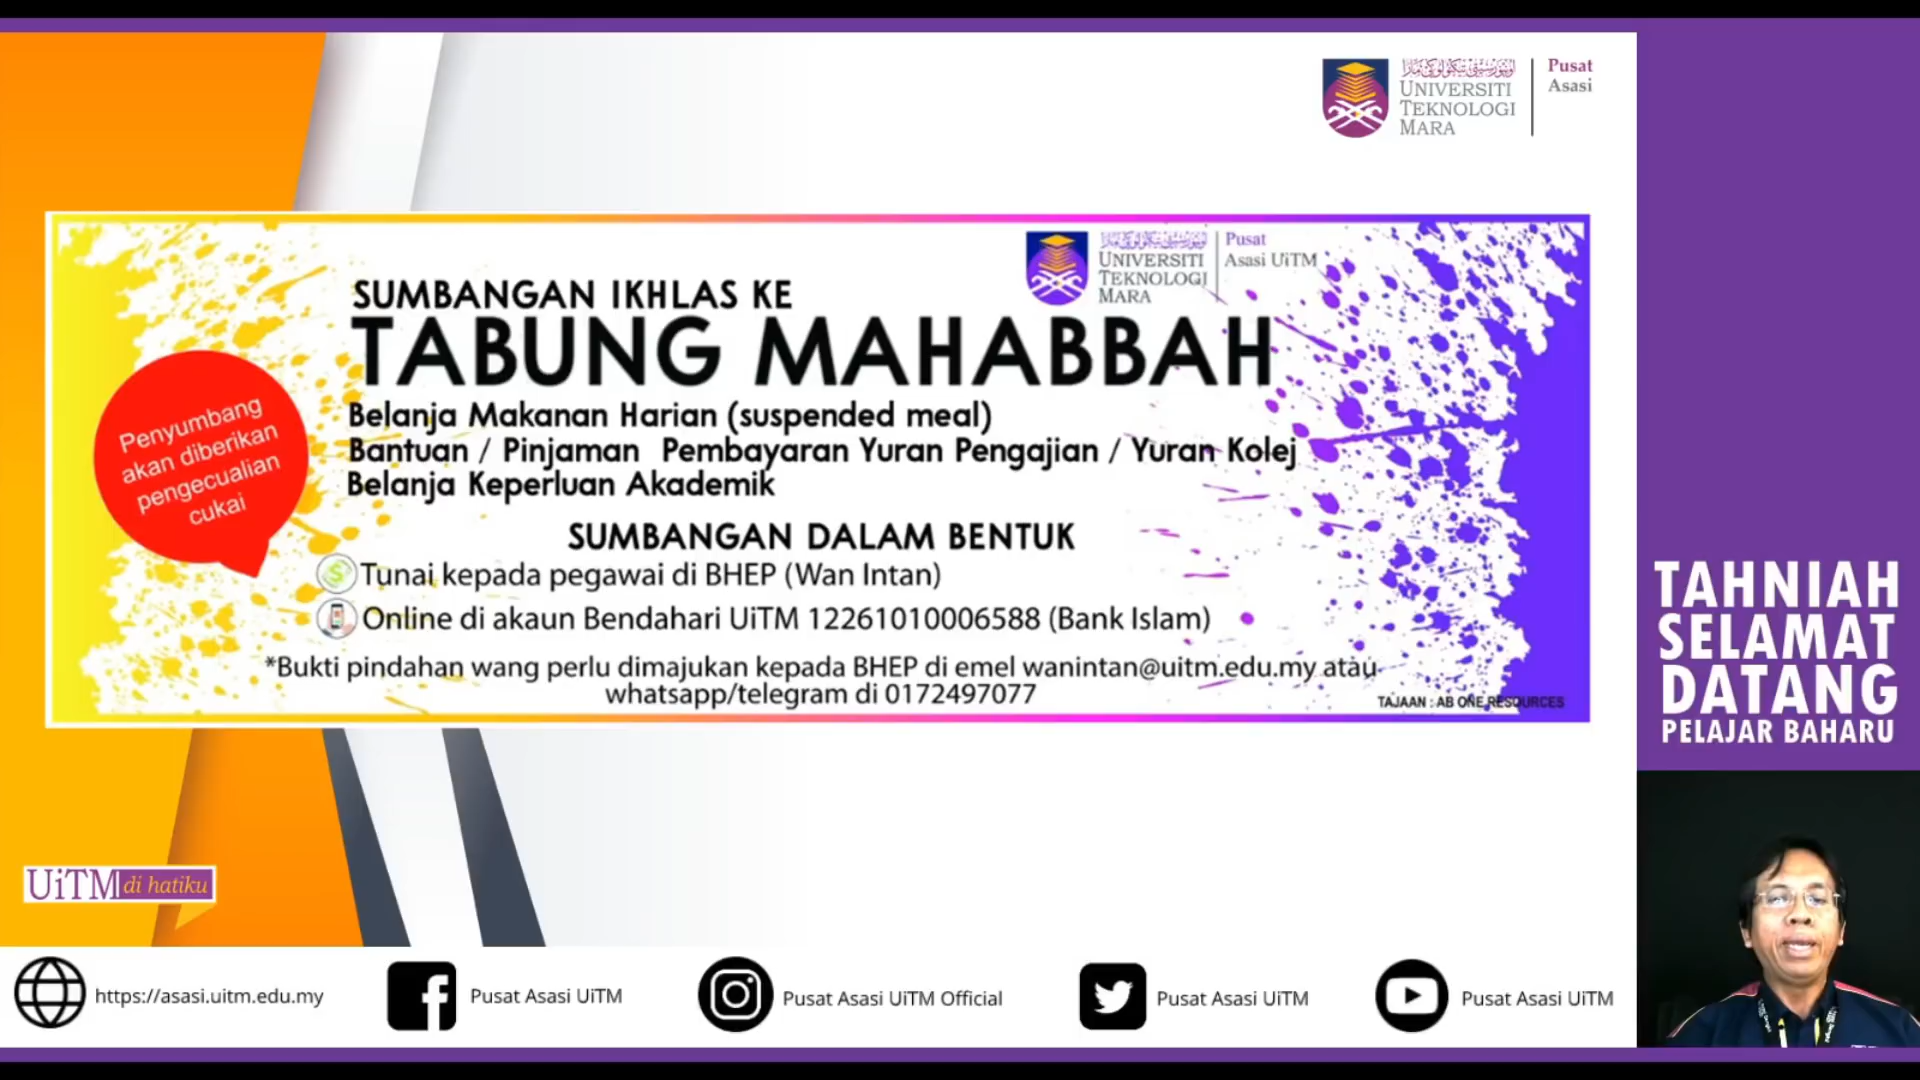 UNIVERSITI
TEKNOLOGI
MARA
Pusat
Asasi
UNIVERSITI
TEKNOLOGI
MARA
Pusat
Asasi UiTM
SUMBANGAN IKHLAS KE
TABUNG MAHABBAH
Belanja Makanan Harian (suspended meal)
Bantuan / Pinjaman Pembayaran Yuran Pengajian / Yuran Kolej
Belanja Keperluan Akademik
Penyumbang
akan diberikan
pengecualian
cukai
SUMBANGAN DALAM BENTUK
Tunai kepada pegawai di BHEP (Wan Intan)
Online di akaun Bendahari UiTM 12261010006588 (Bank Islam)
*Bukti pindahan wang perlu dimajukan kepada BHEP di emel wanintan@uitm.edu.my atau
whatsapp/telegram di 0172497077
TAJAAN : AB ONE RESOURCES
TAHNIAH
SELAMAT
DATANG
PELAJAR BAHARU
UiTM di hatiku
https://asasi.uitm.edu.my
Pusat Asasi UiTM
Pusat Asasi UiTM Official
Pusat Asasi UiTM
Pusat Asasi UiTM